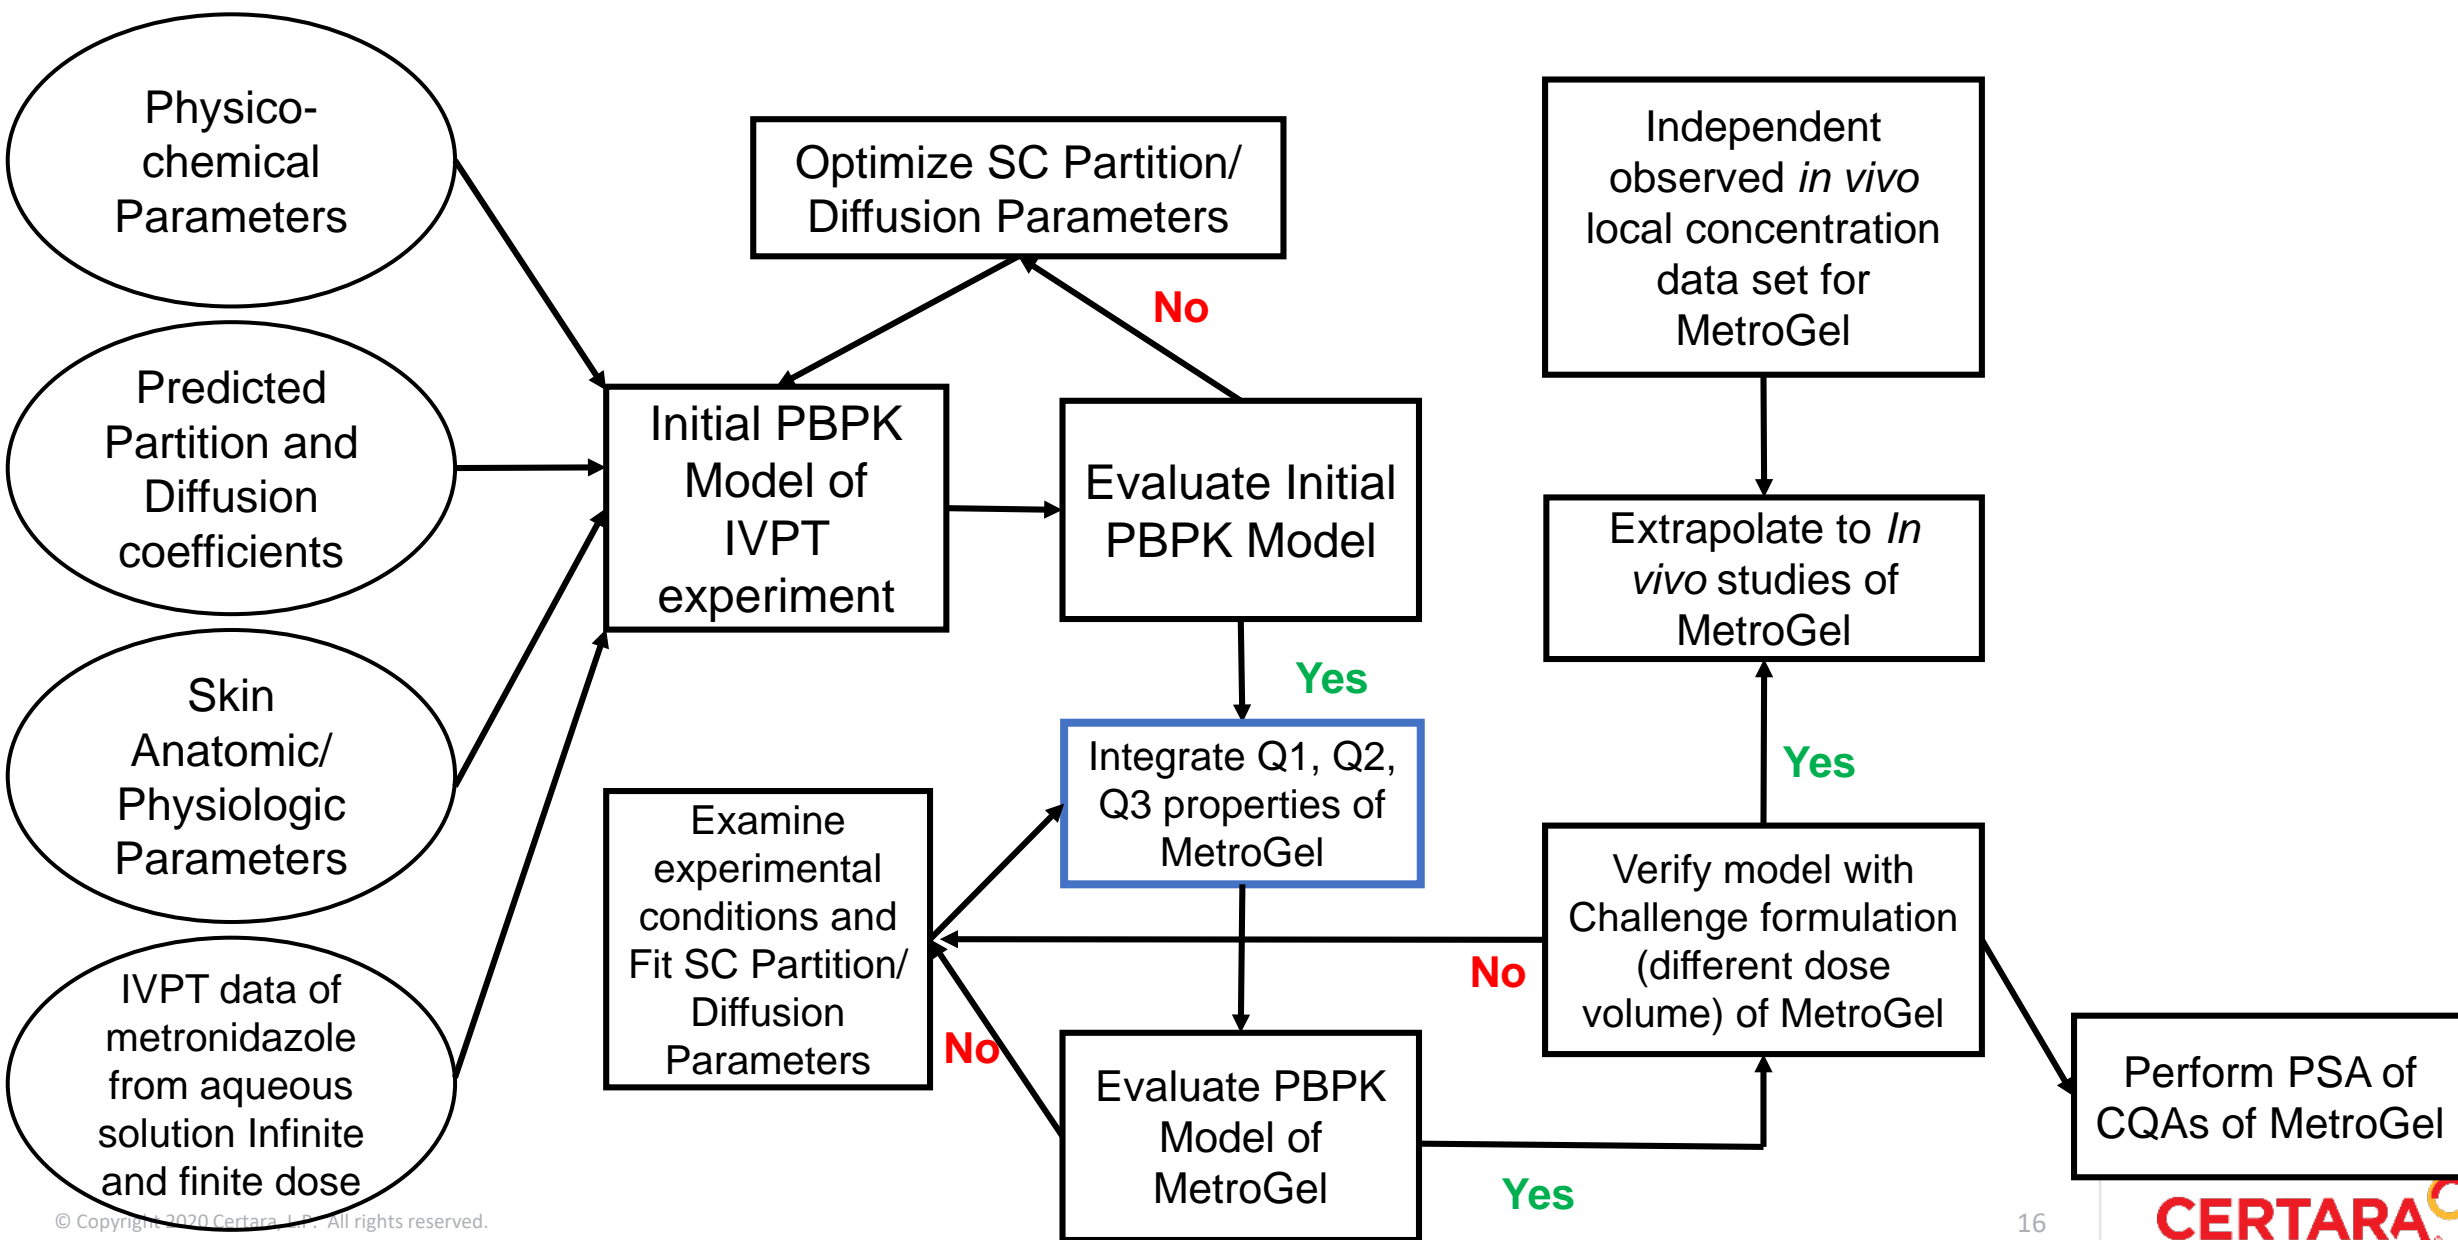 Physico-
chemical
Parameters
Predicted
Partition and
Diffusion
coefficients
Skin
Anatomic/
Physiologic
Parameters
IVPT data of
metronidazole
from aqueous
solution Infinite
and finite dose
Optimize SC Partition/
Diffusion Parameters
No
Initial PBPK
Model of
IVPT
experiment
Evaluate Initial
PBPK Model
Yes
Integrate Q1, Q2,
Q3 properties of
MetroGel
Examine
experimental
conditions and
Fit SC Partition/
Diffusion
Parameters
No
Evaluate PBPK
Model of
MetroGel
Yes
Independent
observed in vivo
local concentration
data set for
MetroGel
Extrapolate to In
vivo studies of
MetroGel
Yes
Verify model with
Challenge formulation
(different dose
volume) of MetroGel
No
Perform PSA of
CQAs of MetroGel
© Copyright 2020 Certara, L.P. All rights reserved.
16
CERTARA